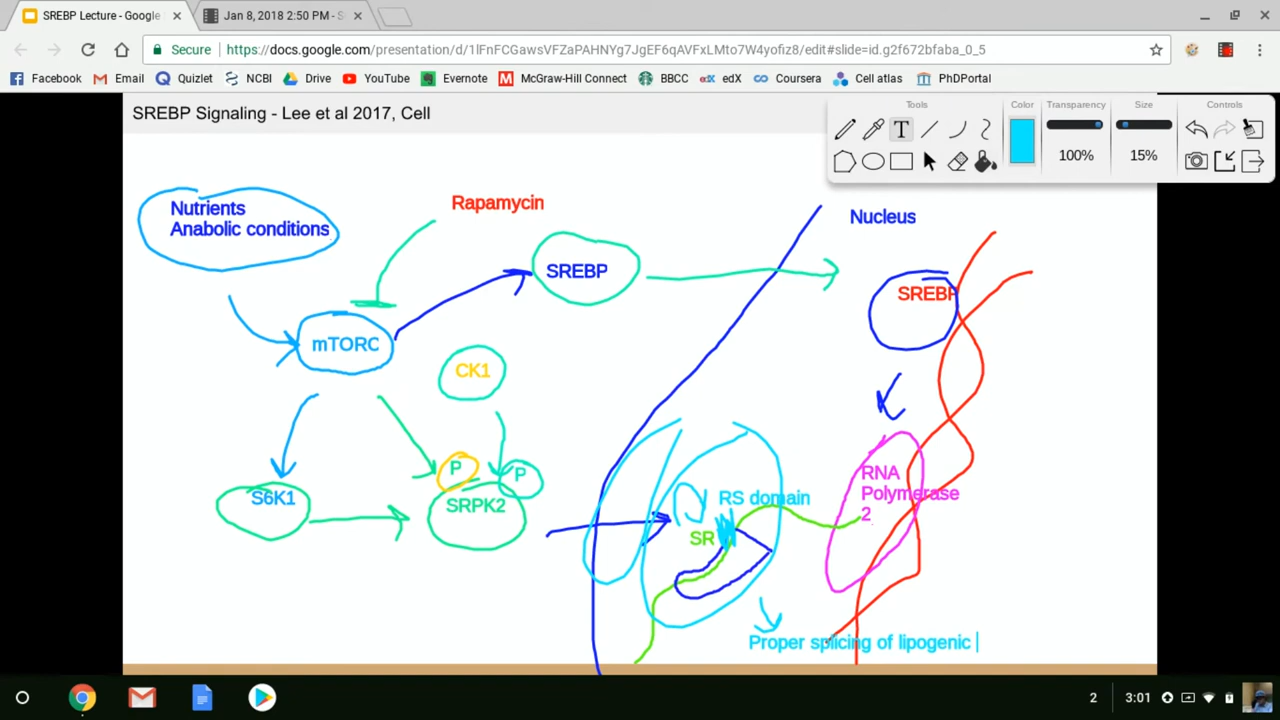 SREBP Lecture - Google
Jan 8, 2018 2:50 PM - S
Secure
https://docs.google.com/presentation/d/1lFnFCGawsVFZaPAHNYg7JgEF6qAVFxLMto7W4yofiz8/edit#slide=id.g2f672bfaba_0_5
Facebook
Email
Quizlet
NCBI
Drive
YouTube
Evernote
McGraw-Hill Connect
BBCC
edX
Coursera
Cell atlas
PhDPortal
SREBP Signaling - Lee et al 2017, Cell
Tools
Color
Transparency
Size
Controls
100%
15%
Nutrients
Anabolic conditions
Rapamycin
Nucleus
SREBP
SREBP
mTORC
CK1
P
P
S6K1
SRPK2
RS domain
SR
RNA
Polymerase
2
Proper splicing of lipogenic
2
3:01